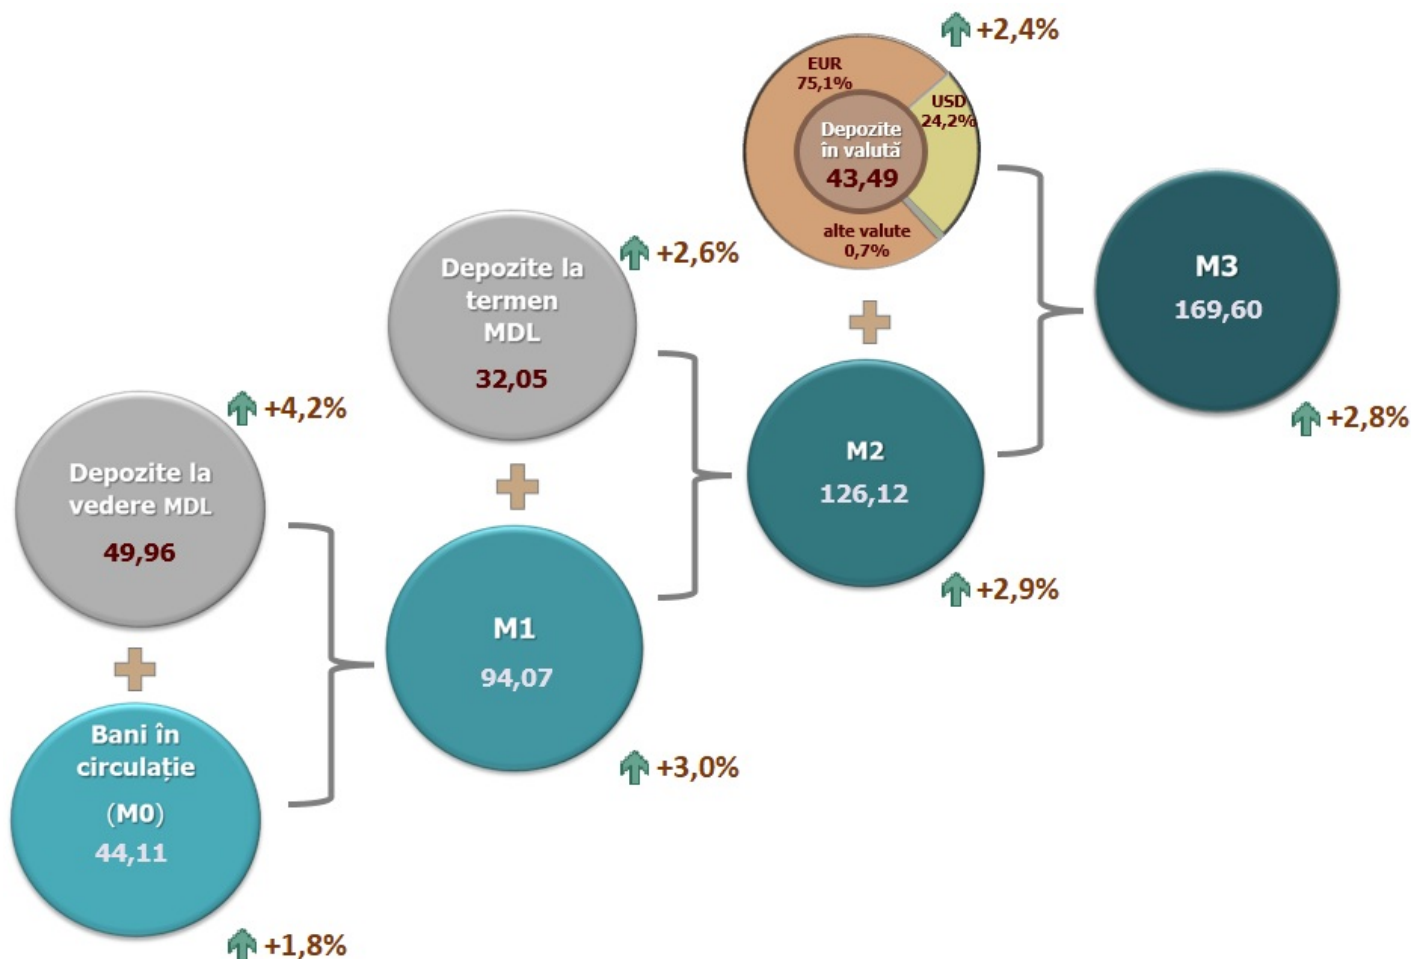 Depozite la
vedere MDL
49,96
+4,2%
Bani în
circulație
(M0)
44,11
+1,8%
Depozite la
termen
MDL
32,05
+2,6%
M1
94,07
+3,0%
EUR
75,1%
USD
24,2%
Depozite
în valută
43,49
alte valute
0,7%
+2,4%
M2
126,12
+2,9%
M3
169,60
+2,8%